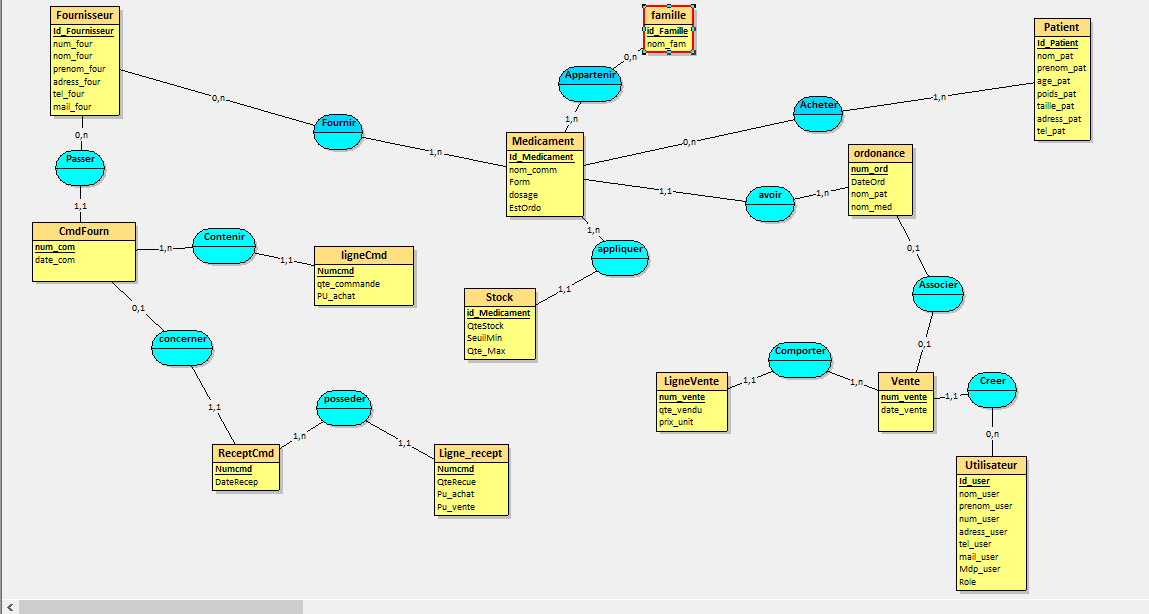 Fournisseur
Id_Fournisseur
num_four
nom_four
prenom_four
adress_four
tel_four
mail_four
famille
id_Famille
nom_fam
Patient
Id_Patient
nom_pat
prenom_pat
age_pat
poids_pat
taille_pat
adress_pat
tel_pat
0,n
Appartenir
1,n
0,n
Fournir
1,n
Acheter
1,n
0,n
0,n
Passer
1,1
Medicament
Id_Medicament
nom_comm
Form
dosage
EstOrdo
ordonance
num_ord
DateOrd
nom_pat
nom_med
1,1
avoir
1,n
CmdFourn
num_com
date_com
1,n
Contenir
1,1
ligneCmd
Numcmd
qte_commande
PU_achat
1,n
appliquer
1,1
Stock
id_Medicament
QteStock
SeuilMin
Qte_Max
0,1
Associer
0,1
0,1
concerner
1,1
Comporter
1,1
1,n
LigneVente
num_vente
qte_vendu
prix_unit
Vente
num_vente
date_vente
1,1
Creer
0,n
posseder
1,n
1,1
ReceptCmd
Numcmd
DateRecep
Ligne_recept
Numcmd
QteRecue
Pu_achat
Pu_vente
Utilisateur
Id_user
nom_user
prenom_user
num_user
adress_user
tel_user
mail_user
Mdp_user
Role